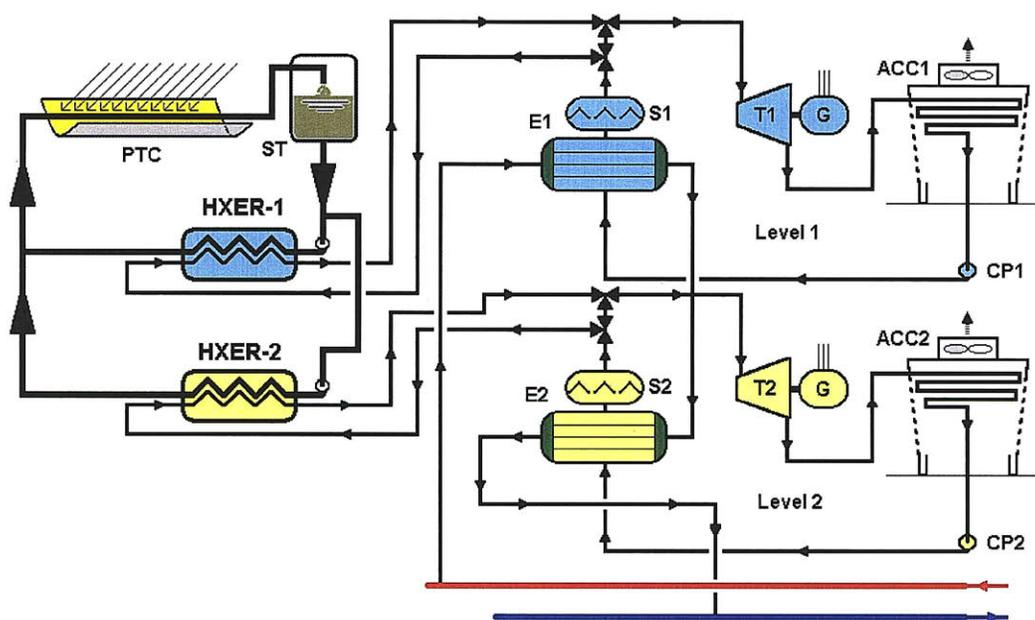 PTC
ST
HXER-1
HXER-2
E1
S1
T1
G
ACC1
Level 1
CP1
E2
S2
T2
G
ACC2
Level 2
CP2